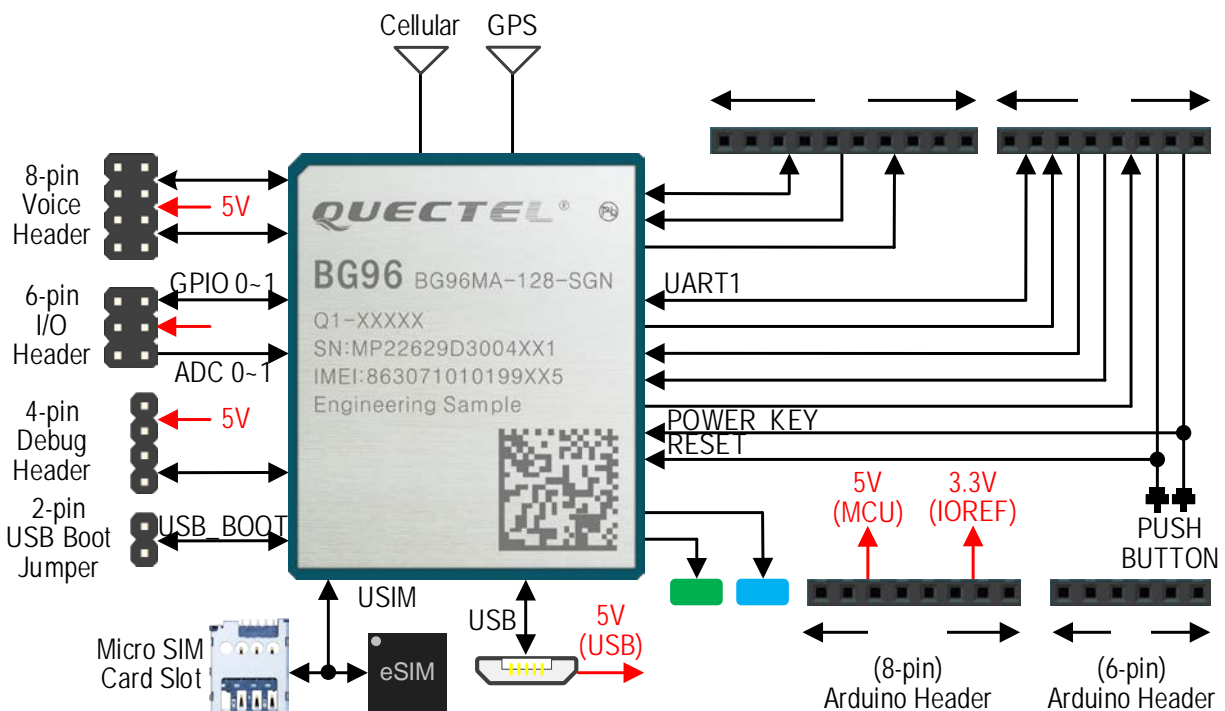 Cellular GPS
8-pin
Voice
Header
5V
6-pin
I/O
Header
GPIO 0~1
ADC 0~1
4-pin
Debug
Header
5V
2-pin
USB Boot
Jumper
USB_BOOT
QUECTEL®
Pb
BG96 BG96MA-128-SGN
Q1-XXXXX
SN:MP22629D3004XX1
IMEI:863071010199XX5
Engineering Sample
UART1
POWER_KEY
RESET
5V
(MCU)
3.3V
(IOREF)
PUSH
BUTTON
USIM
USB
5V
(USB)
Micro SIM
Card Slot
eSIM
(8-pin)
Arduino Header
(6-pin)
Arduino Header